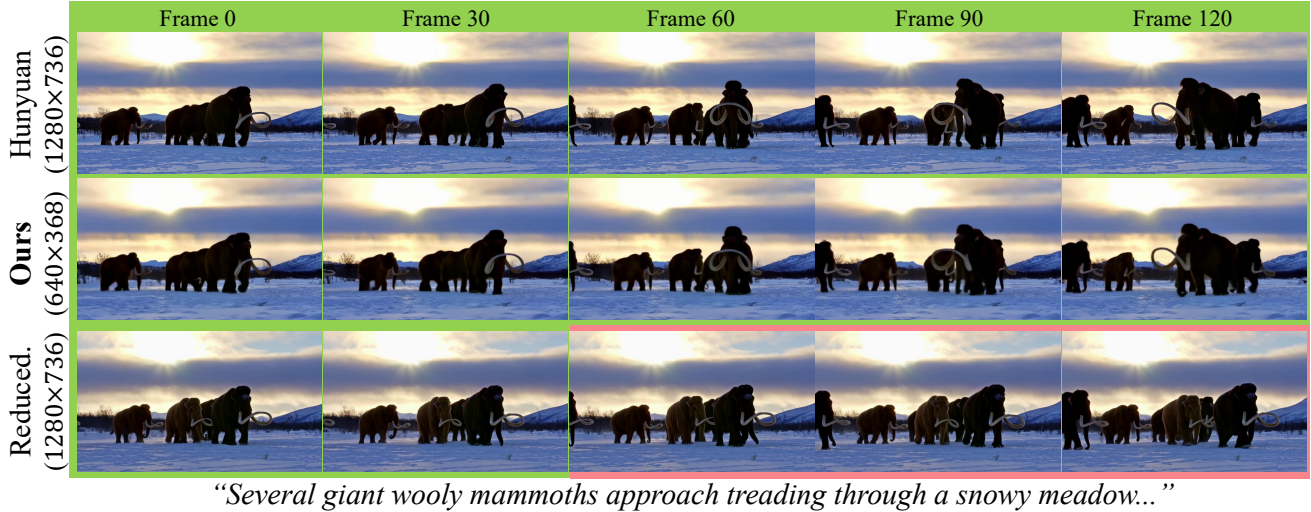 Frame 0 Frame 30 Frame 60 Frame 90 Frame 120
Hunyuan
(1280×736)
Ours
(640×368)
Reduced.
(1280×736)
“Several giant wooly mammoths approach treading through a snowy meadow...”